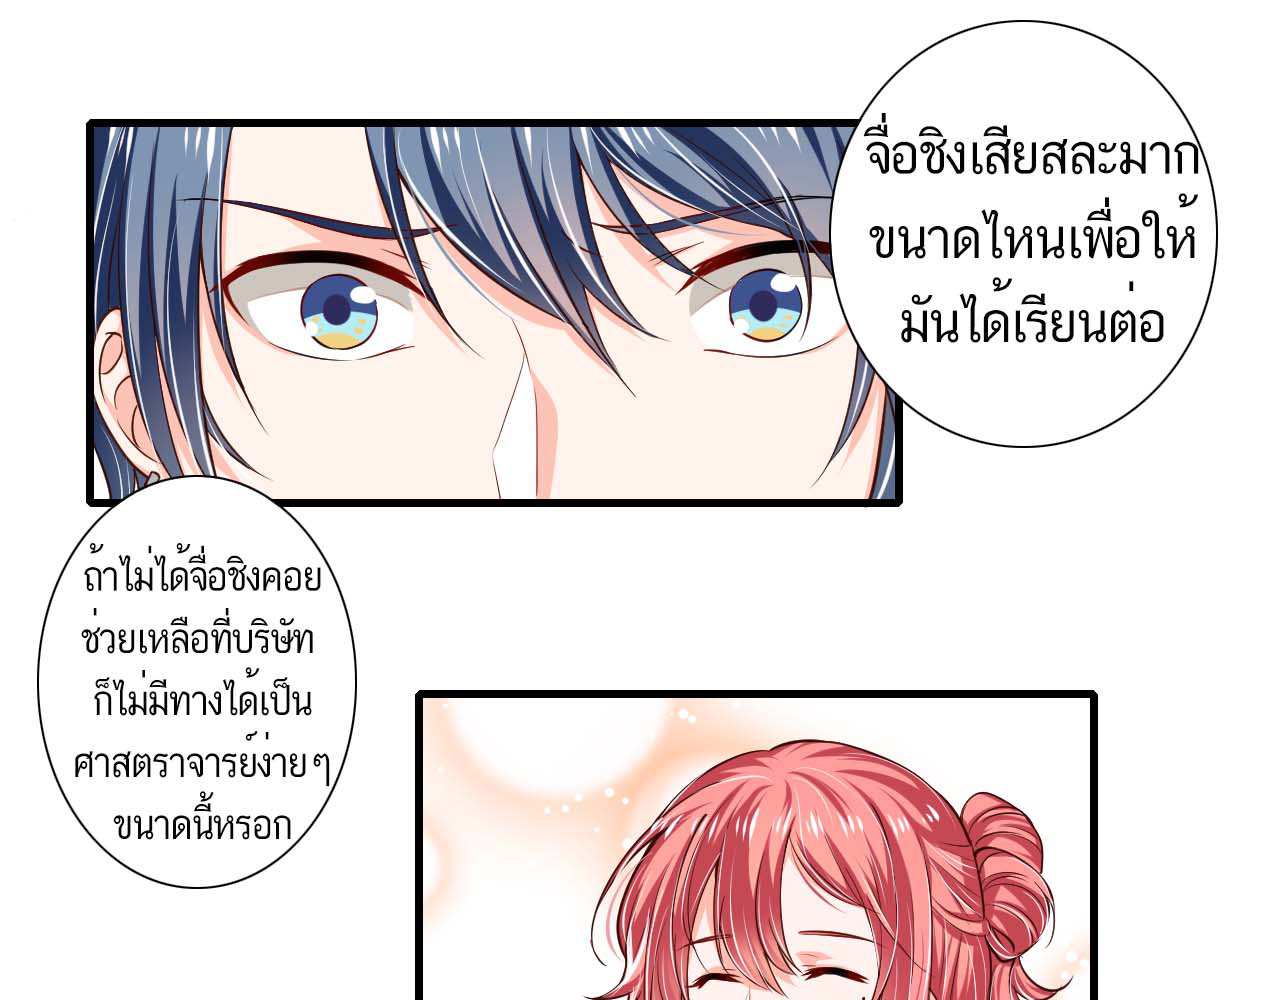 จื่อชิงเสียสละมาก
ขนาดไหนเพื่อให้
มันได้เรียนต่อ
ถ้าไม่ได้จื่อชิงคอย
ช่วยเหลือที่บริษัท
ก็ไม่มีทางได้เป็น
ศาสตราจารย์ง่ายๆ
ขนาดนี้หรอก